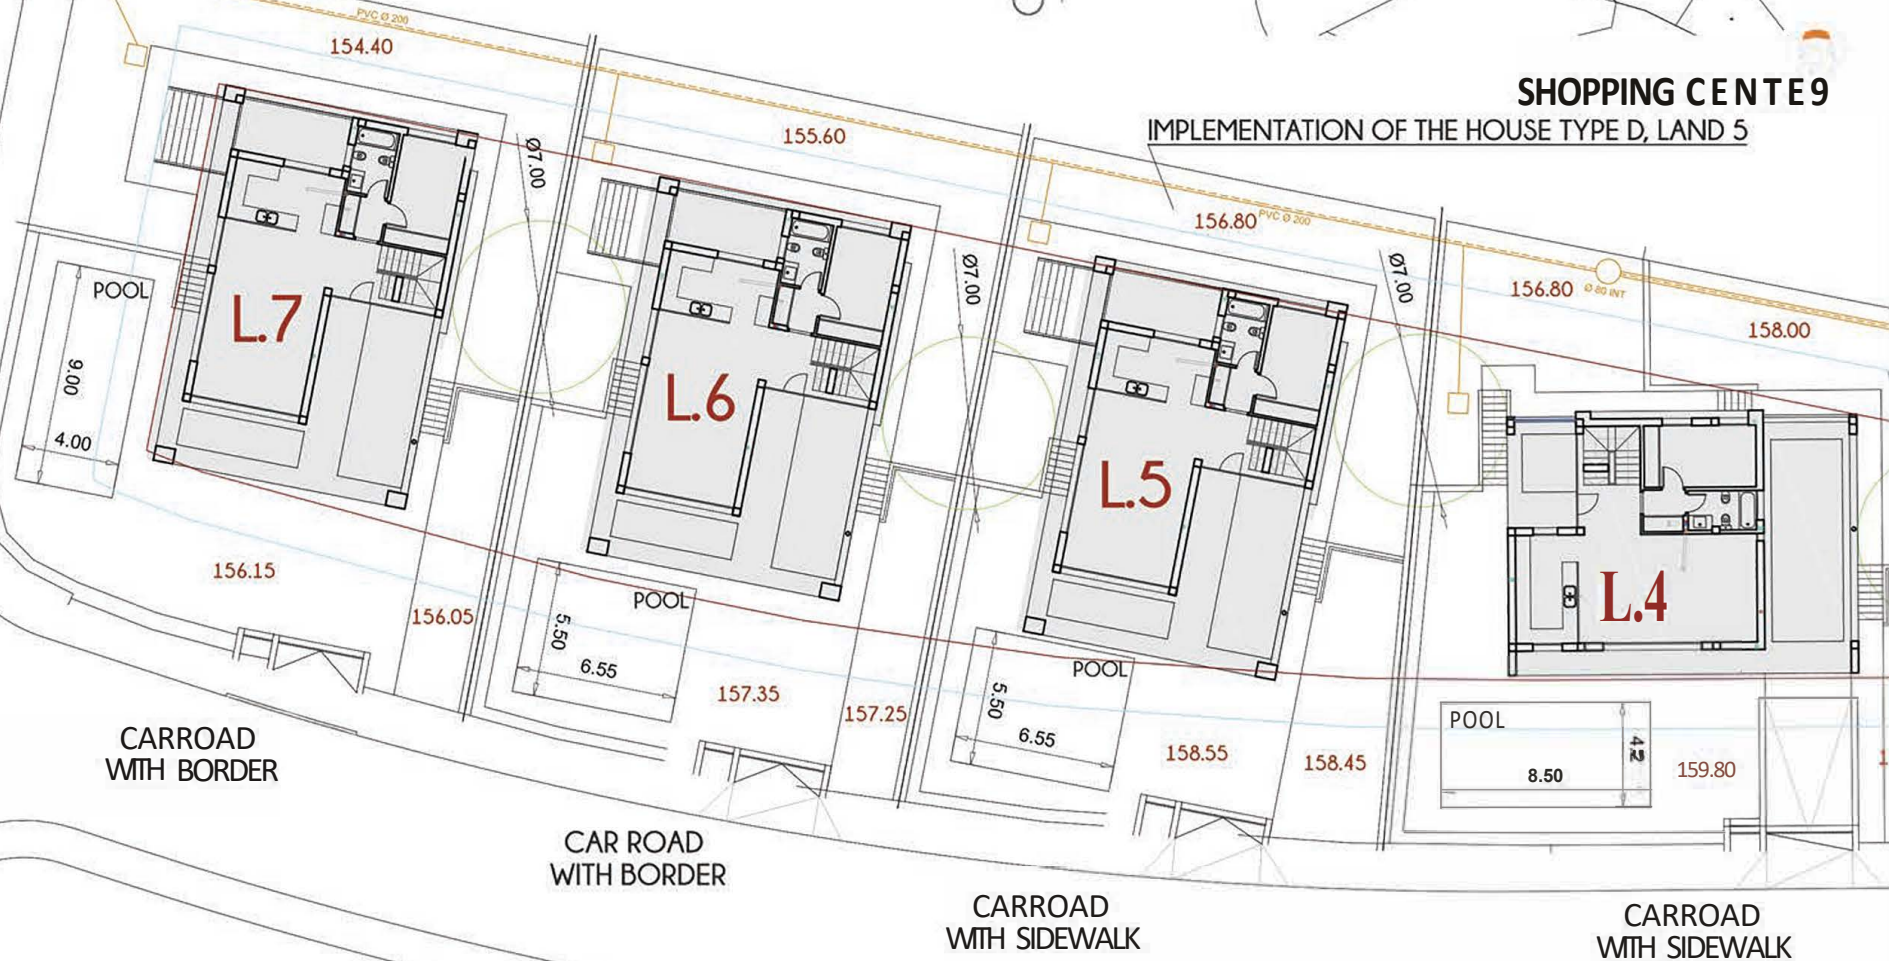 PVC Ø 200
154.40
SHOPPING CENTE9
IMPLEMENTATION OF THE HOUSE TYPE D, LAND 5
155.60
Ø7.00
156.80
PVC Ø 200
Ø7.00
Ø7.00
156.80
Ø 80 INT
158.00
POOL
L.7
9.00
4.00
L.6
L.5
L.4
156.15
156.05
POOL
5.50
6.55
157.35
157.25
POOL
5.50
6.55
158.55
158.45
POOL
8.50
159.80
CARROAD
WITH BORDER
CAR ROAD
WITH BORDER
CARROAD
WITH SIDEWALK
CARROAD
WITH SIDEWALK